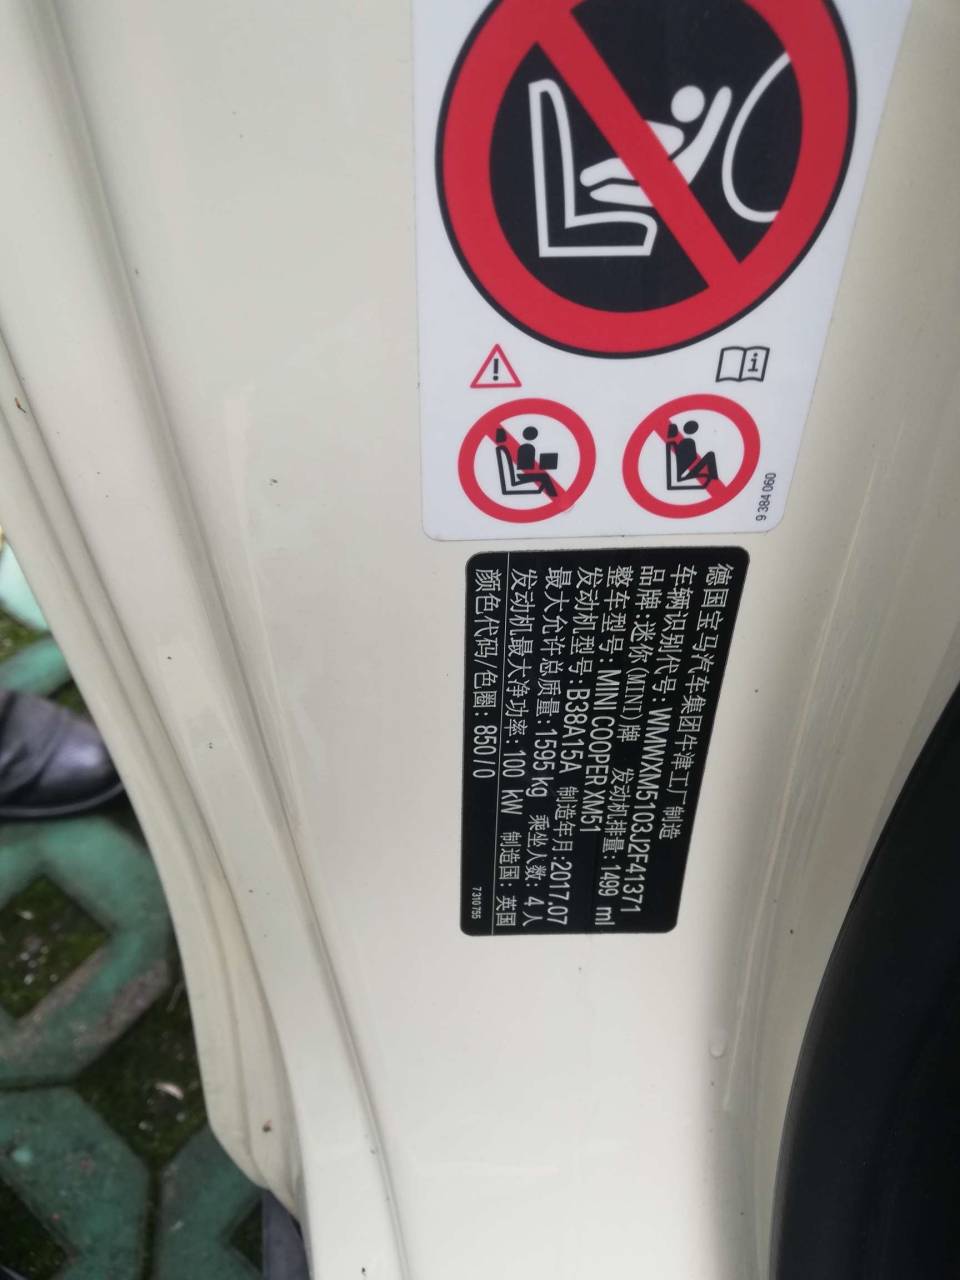 9 384 060
德国宝马汽车集团牛津工厂制造
车辆识别代号:WMWXM5103J2F41371
品牌:迷你(MINI)牌 发动机排量:1499 ml
整车型号:MINI COOPER XM51
发动机型号:B38A15A 制造年月:2017.07
最大允许总质量:1595 kg 乘坐人数:4人
发动机最大净功率:100 kW 制造国:英国
颜色代码/色圈:850/0
7 310 755